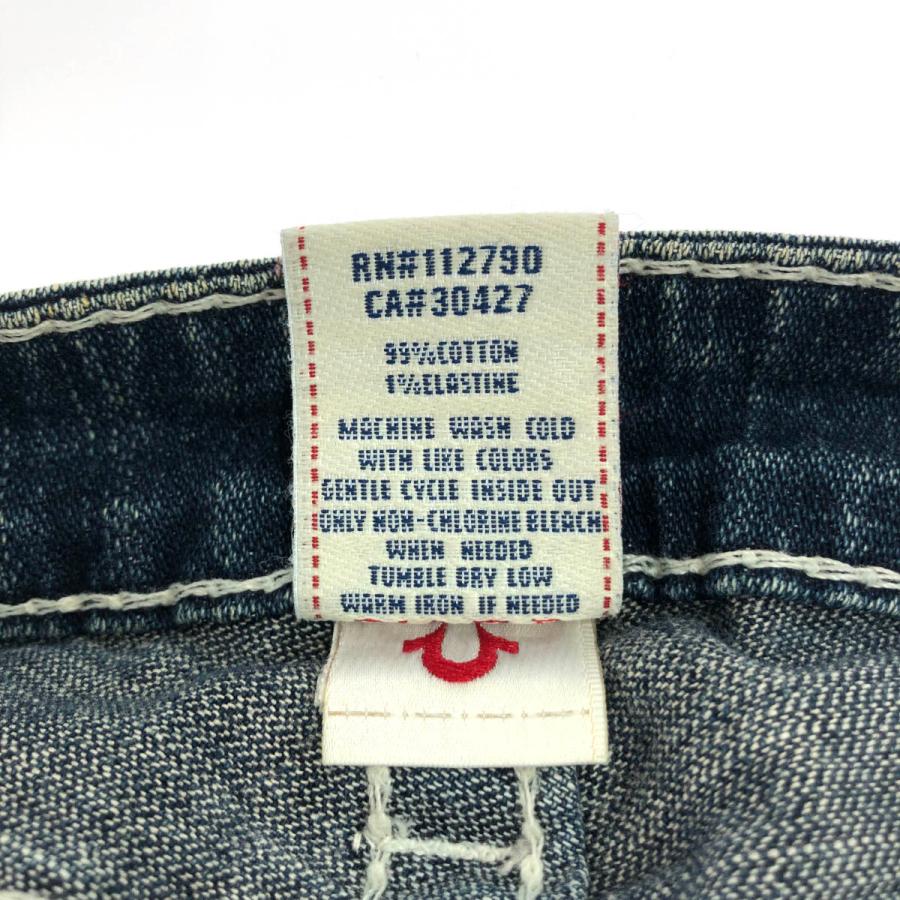 RN#112790
CA#30427
99%COTTON
1%ELASTINE
MACHINE WASH COLD
WITH LIKE COLORS
GENTLE CYCLE INSIDE OUT
ONLY NON-CHLORINE BLEACH
WHEN NEEDED
TUMBLE DRY LOW
WARM IRON IF NEEDED